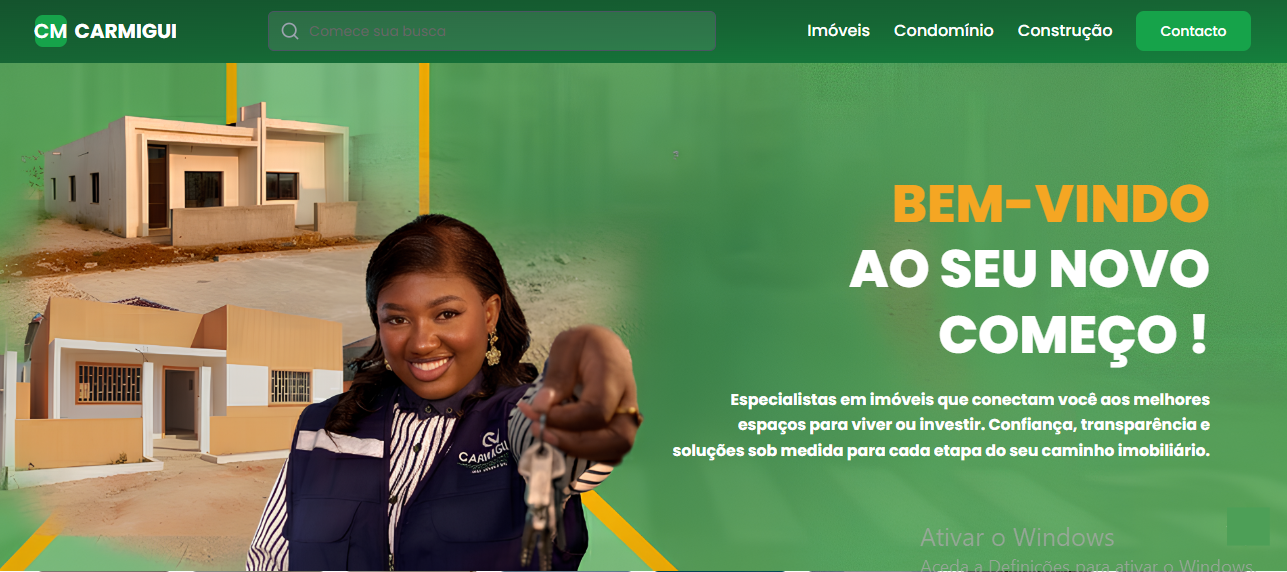 CM CARMIGUI
Comece sua busca
Imóveis
Condomínio
Construção
Contacto
BEM-VINDO
AO SEU NOVO
COMEÇO !
Especialistas em imóveis que conectam você aos melhores
espaços para viver ou investir. Confiança, transparência e
soluções sob medida para cada etapa do seu caminho imobiliário.
CARMIGUI
Ativar o Windows
Aceda a Definições para ativar o Windows.